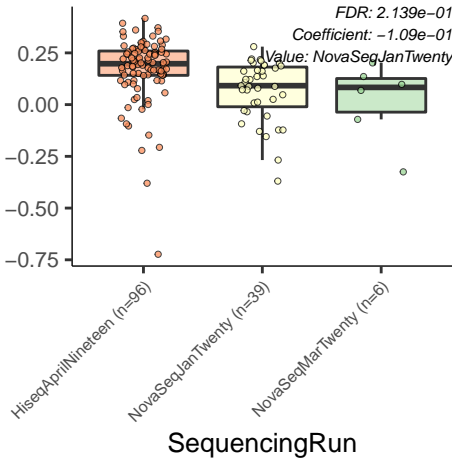 FDR: 2.139e−01
Coefficient: −1.09e−01
Value: NovaSeqJanTwenty
0.25
0.00
−0.25
−0.50
−0.75
HiseqAprilNineteen (n=96)
NovaSeqJanTwenty (n=39)
NovaSeqMarTwenty (n=6)
SequencingRun